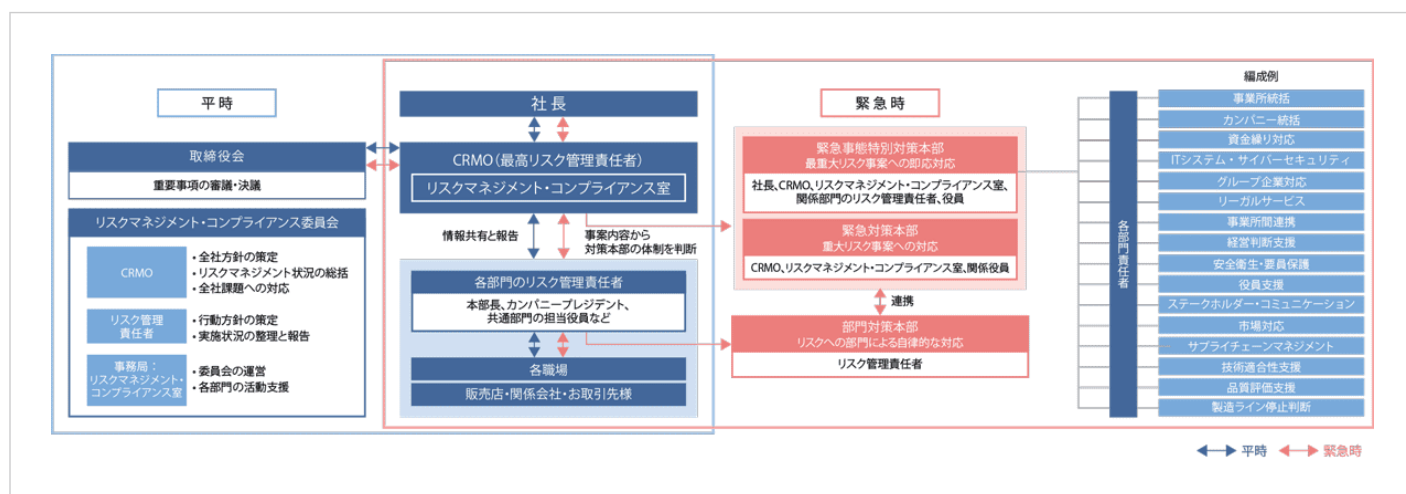 平時
取締役会
重要事項の審議・決議
リスクマネジメント・コンプライアンス委員会
CRMO
• 全社方針の策定
• リスクマネジメント状況の総括
• 全社課題への対応
リスク管理
責任者
• 行動方針の策定
• 実施状況の整理と報告
事務局：
リスクマネジメント・
コンプライアンス室
• 委員会の運営
• 各部門の活動支援
社長
CRMO（最高リスク管理責任者）
リスクマネジメント・コンプライアンス室
情報共有と報告
事案内容から
対策本部の体制を判断
各部門のリスク管理責任者
本部長、カンパニープレジデント、
共通部門の担当役員など
各職場
販売店・関係会社・お取引先様
緊急時
緊急事態特別対策本部
最重大リスク事案への即応対応
社長、CRMO、リスクマネジメント・コンプライアンス室、
関係部門のリスク管理責任者、役員
緊急対策本部
重大リスク事案への対応
CRMO、リスクマネジメント・コンプライアンス室、関係役員
連携
部門対策本部
リスクへの部門による自律的な対応
リスク管理責任者
各部門責任者
編成例
事業所統括
カンパニー統括
資金繰り対応
ITシステム・サイバーセキュリティ
グループ企業対応
リーガルサービス
事業所間連携
経営判断支援
安全衛生・要員保護
役員支援
ステークホルダー・コミュニケーション
市場対応
サプライチェーンマネジメント
技術適合性支援
品質評価支援
製造ライン停止判断
平時
緊急時